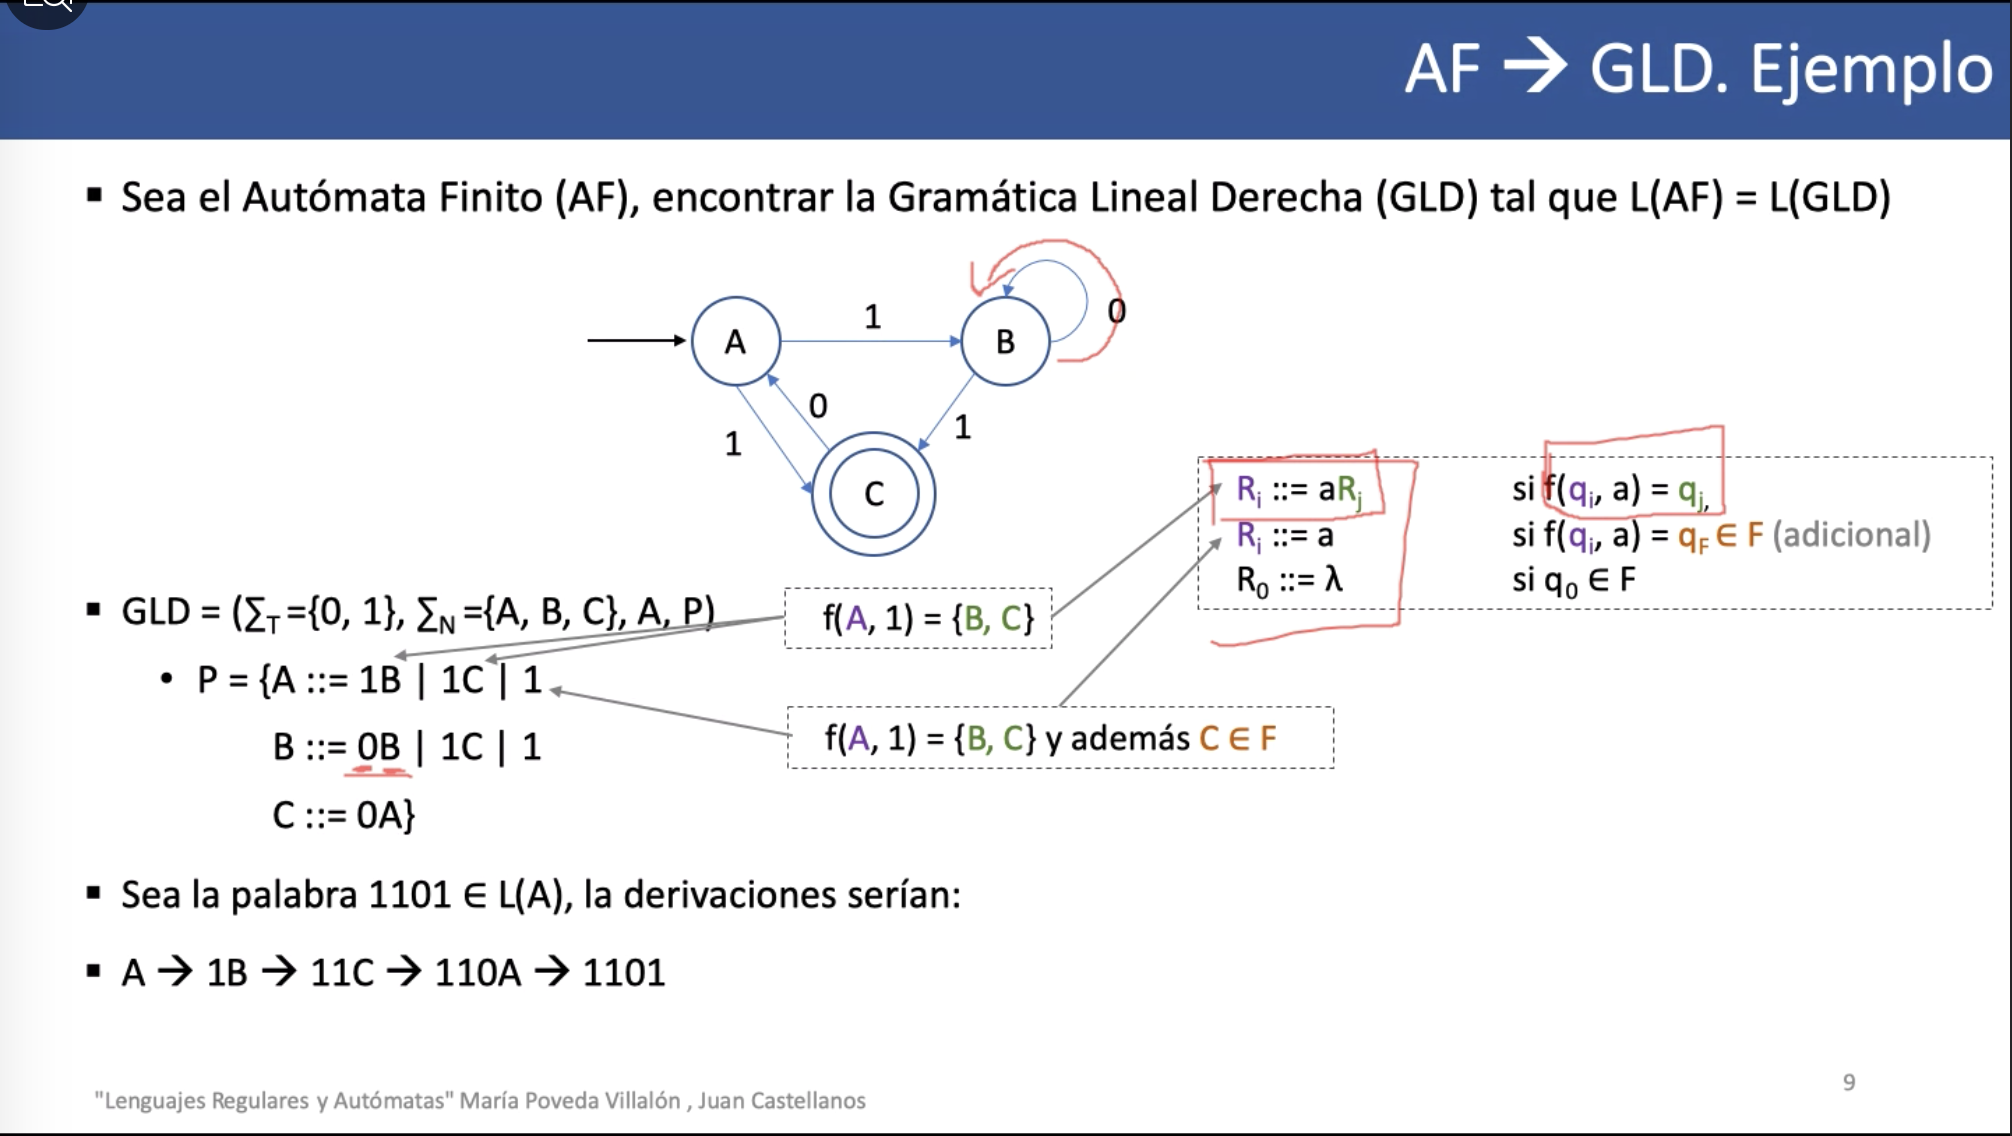 AF → GLD. Ejemplo
▪ Sea el Autómata Finito (AF), encontrar la Gramática Lineal Derecha (GLD) tal que L(AF) = L(GLD)
A
1
B
0
0
1
1
C
Rᵢ ::= aRⱼ si f(qᵢ, a) = qⱼ,
Rᵢ ::= a si f(qᵢ, a) = q_F ∈ F (adicional)
R₀ ::= λ si q₀ ∈ F
▪ GLD = (∑_T ={0, 1}, ∑_N ={A, B, C}, A, P)
f(A, 1) = {B, C}
• P = {A ::= 1B | 1C | 1
B ::= 0B | 1C | 1
f(A, 1) = {B, C} y además C ∈ F
C ::= 0A}
▪ Sea la palabra 1101 ∈ L(A), la derivaciones serían:
▪ A → 1B → 11C → 110A → 1101
"Lenguajes Regulares y Autómatas" María Poveda Villalón , Juan Castellanos
9